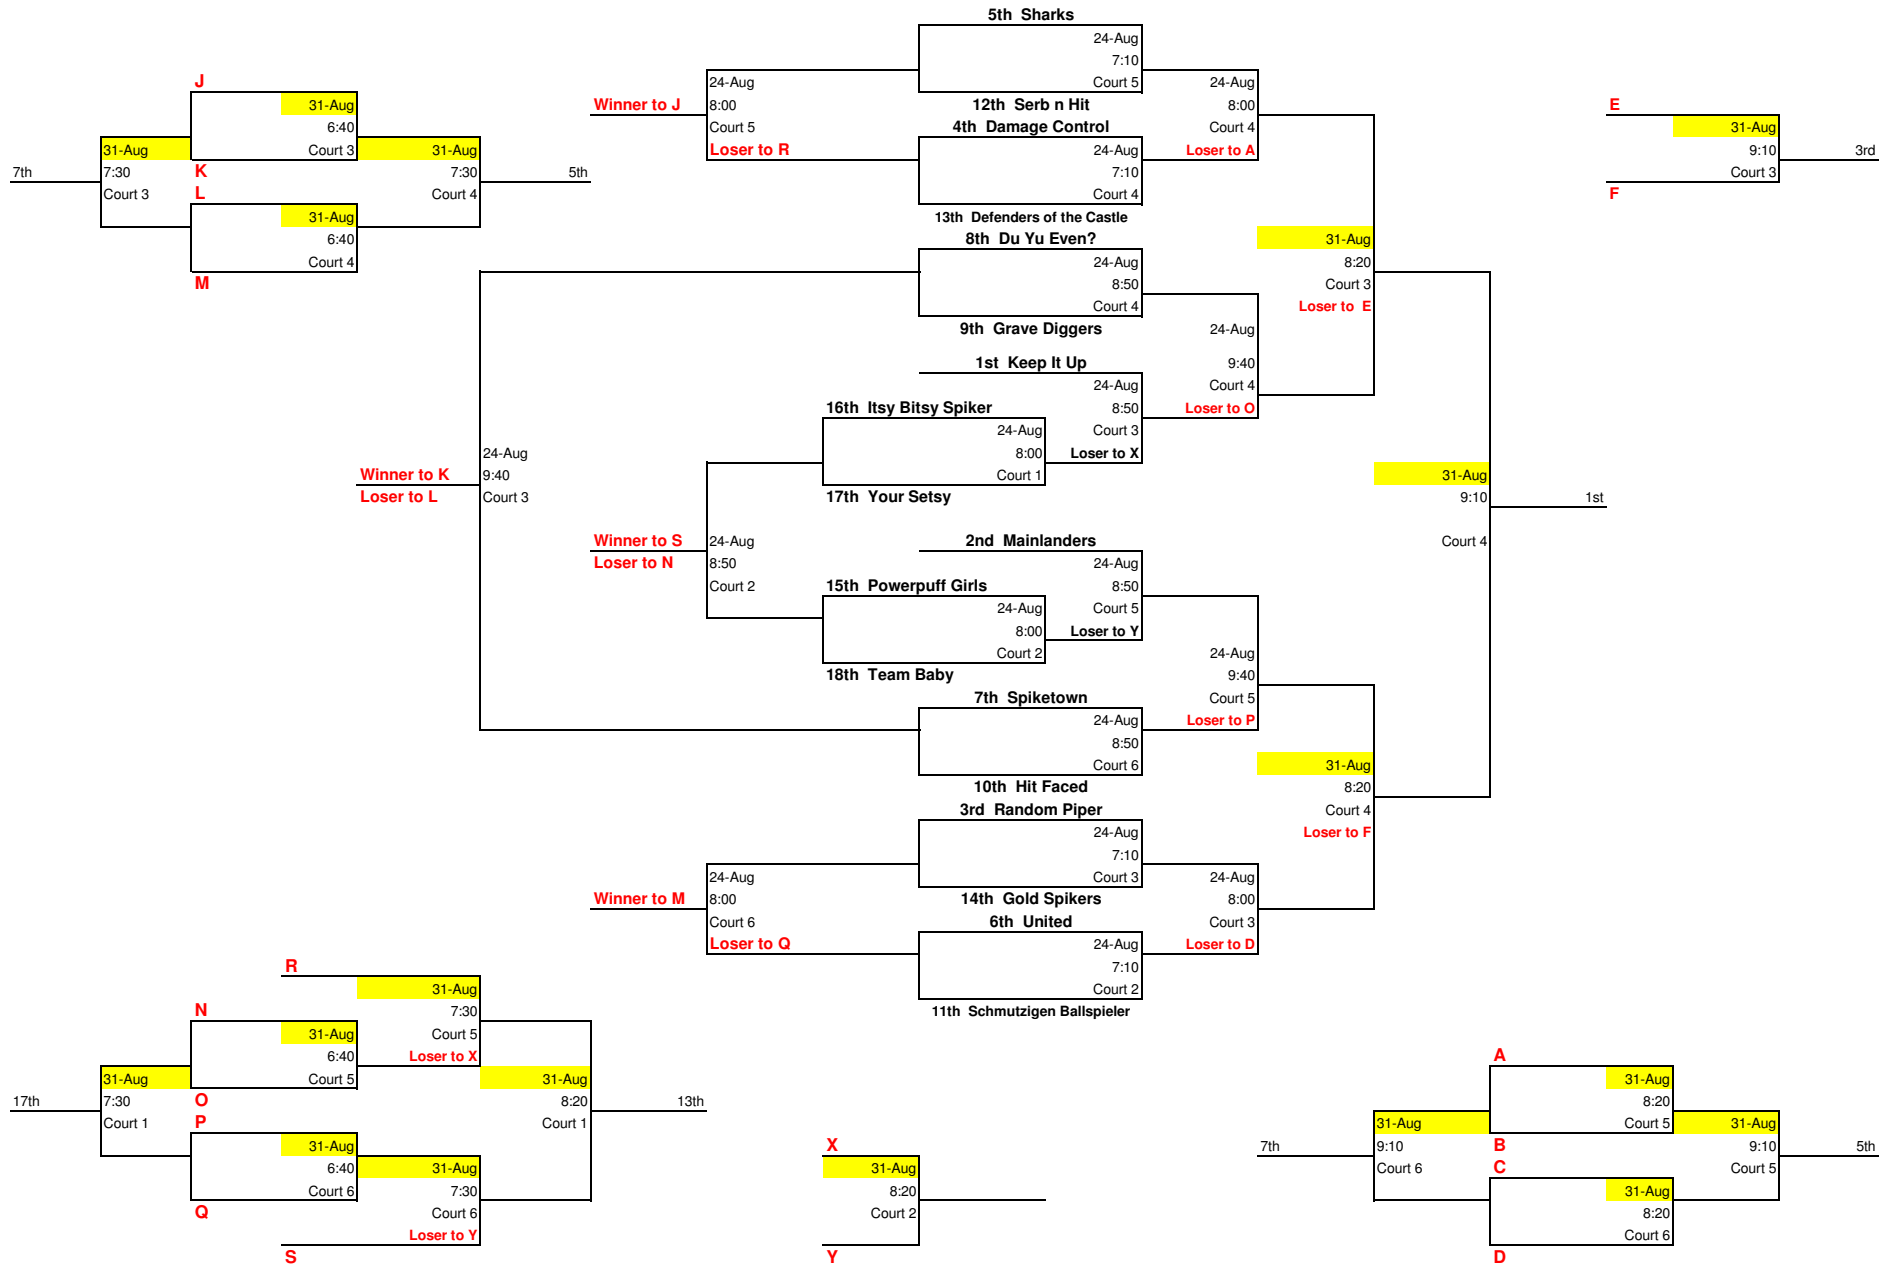 5th  Sharks
24-Aug
7:10
Court 5
12th  Serb n Hit
4th  Damage Control
24-Aug
7:10
Court 4
13th  Defenders of the Castle
24-Aug
8:00
Court 4
Loser to A
Winner to J
24-Aug
8:00
Court 5
Loser to R
J
31-Aug
6:40
Court 3
K
L
31-Aug
6:40
Court 4
M
31-Aug
7:30
Court 3
7th
31-Aug
7:30
Court 4
5th
E
31-Aug
9:10
Court 3
F
3rd
8th  Du Yu Even?
24-Aug
8:50
Court 4
9th  Grave Diggers
1st  Keep It Up
24-Aug
8:50
Court 3
Loser to X
24-Aug
9:40
Court 4
Loser to O
31-Aug
8:20
Court 3
Loser to  E
16th  Itsy Bitsy Spiker
24-Aug
8:00
Court 1
17th  Your Setsy
Winner to K
Loser to L
24-Aug
9:40
Court 3
Winner to S
Loser to N
24-Aug
8:50
Court 2
2nd  Mainlanders
24-Aug
8:50
Court 5
Loser to Y
15th  Powerpuff Girls
24-Aug
8:00
Court 2
18th  Team Baby
31-Aug
9:10
Court 4
1st
24-Aug
9:40
Court 5
Loser to P
7th  Spiketown
24-Aug
8:50
Court 6
10th  Hit Faced
31-Aug
8:20
Court 4
Loser to F
3rd  Random Piper
24-Aug
7:10
Court 3
14th  Gold Spikers
6th  United
24-Aug
7:10
Court 2
11th  Schmutzigen Ballspieler
24-Aug
8:00
Court 3
Loser to D
Winner to M
24-Aug
8:00
Court 6
Loser to Q
R
31-Aug
7:30
Court 5
Loser to X
N
31-Aug
6:40
Court 5
O
P
31-Aug
6:40
Court 6
Q
31-Aug
7:30
Court 6
Loser to Y
S
31-Aug
7:30
Court 1
17th
31-Aug
8:20
Court 1
13th
X
31-Aug
8:20
Court 2
Y
A
31-Aug
8:20
Court 5
B
C
31-Aug
8:20
Court 6
D
31-Aug
9:10
Court 6
7th
31-Aug
9:10
Court 5
5th